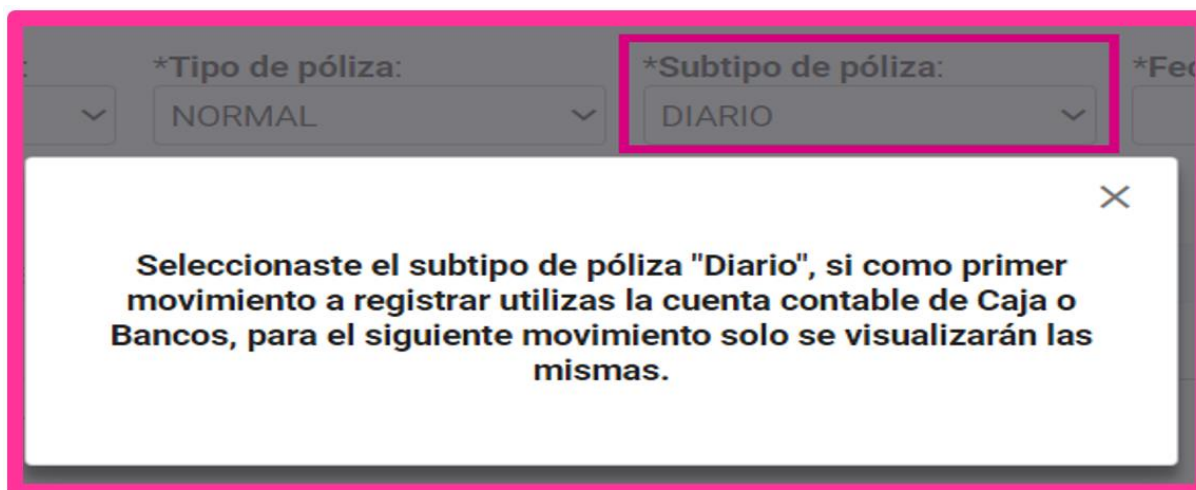 *Tipo de póliza: *Subtipo de póliza: *Fec
NORMAL DIARIO
Seleccionaste el subtipo de póliza "Diario", si como primer
movimiento a registrar utilizas la cuenta contable de Caja o
Bancos, para el siguiente movimiento solo se visualizarán las
mismas.